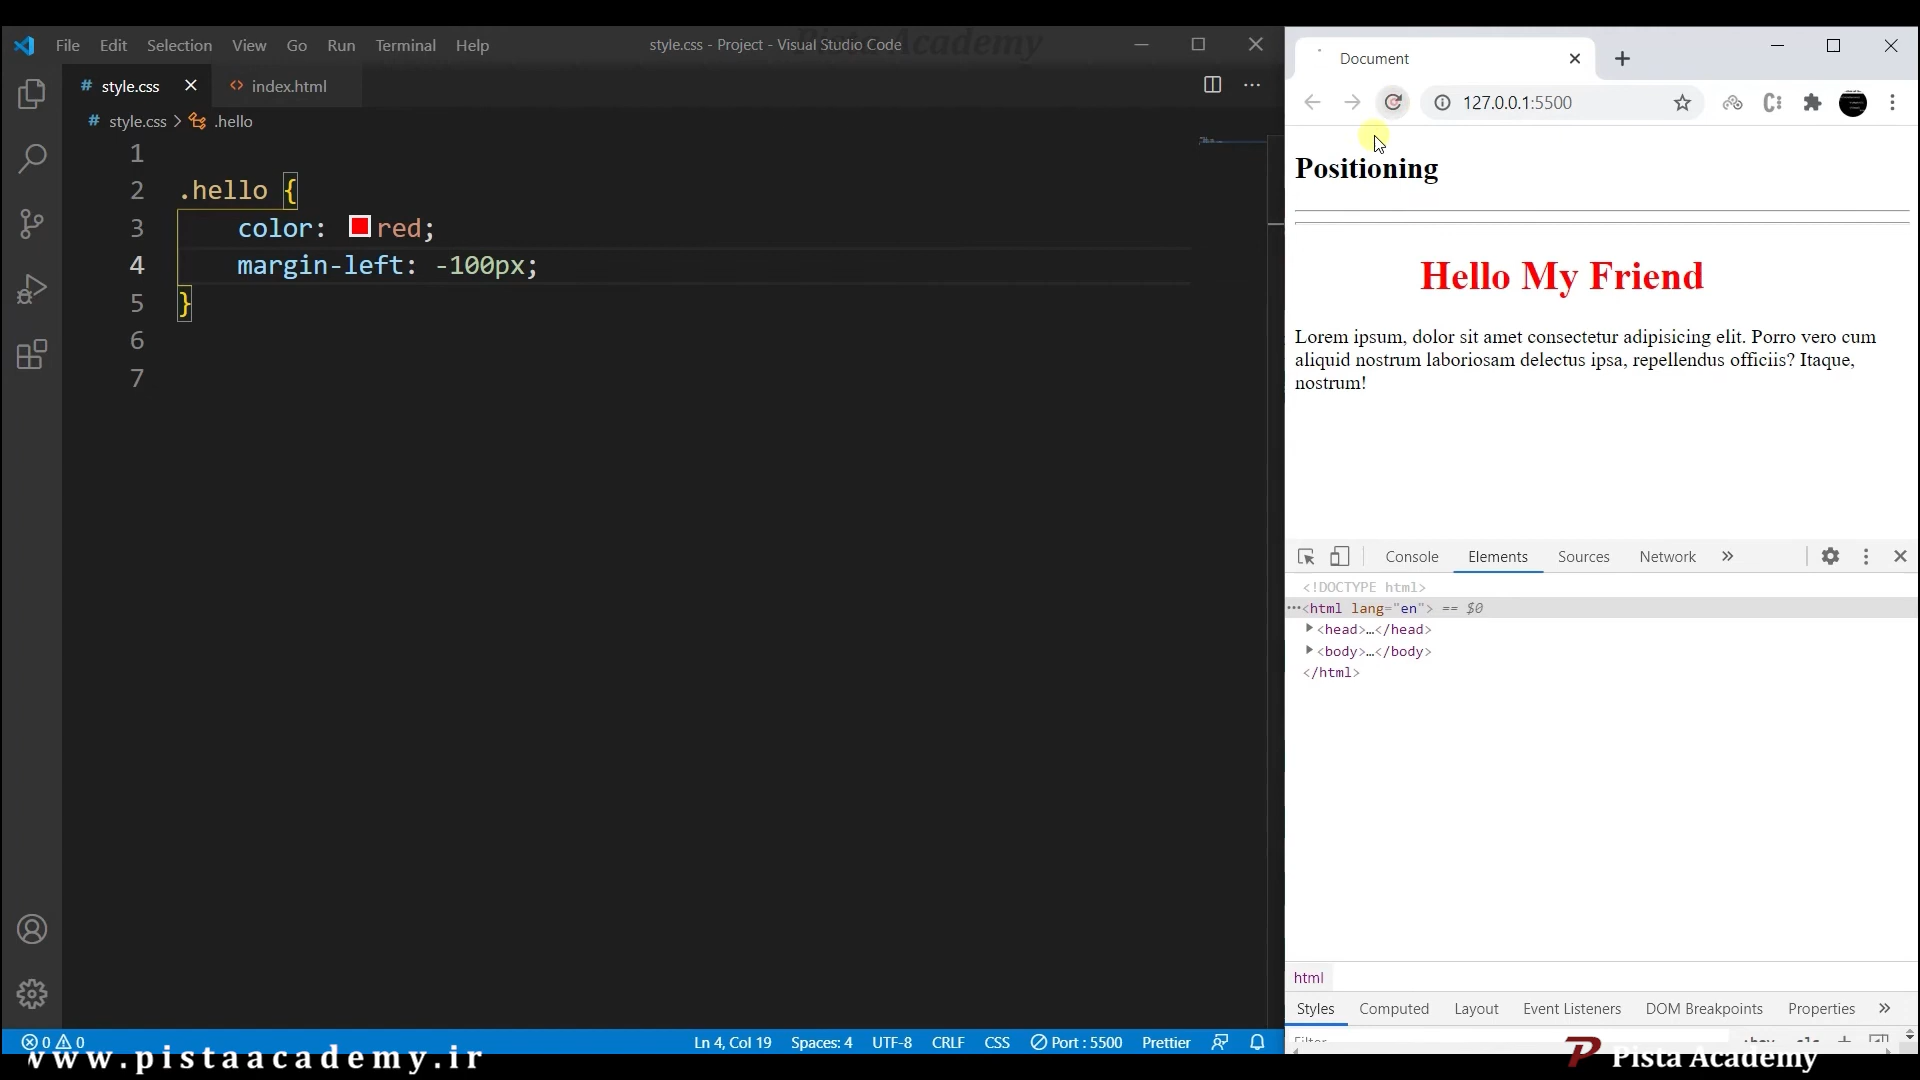 File Edit Selection View Go Run Terminal Help
style.css - Project - Visual Studio Code
Pista Academy
# style.css
<> index.html
# style.css > .hello
1
2 .hello {
3 color: red;
4 margin-left: -100px;
5 }
6
7
0 0
Ln 4, Col 19 Spaces: 4 UTF-8 CRLF CSS Port : 5500 Prettier
www.pistaacademy.ir
Document
127.0.0.1:5500
Positioning
Hello My Friend
Lorem ipsum, dolor sit amet consectetur adipisicing elit. Porro vero cum
aliquid nostrum laboriosam delectus ipsa, repellendus officiis? Itaque,
nostrum!
Console Elements Sources Network »
<!DOCTYPE html>
<html lang="en"> == $0
<head>…</head>
<body>…</body>
</html>
html
Styles Computed Layout Event Listeners DOM Breakpoints Properties »
Pista Academy